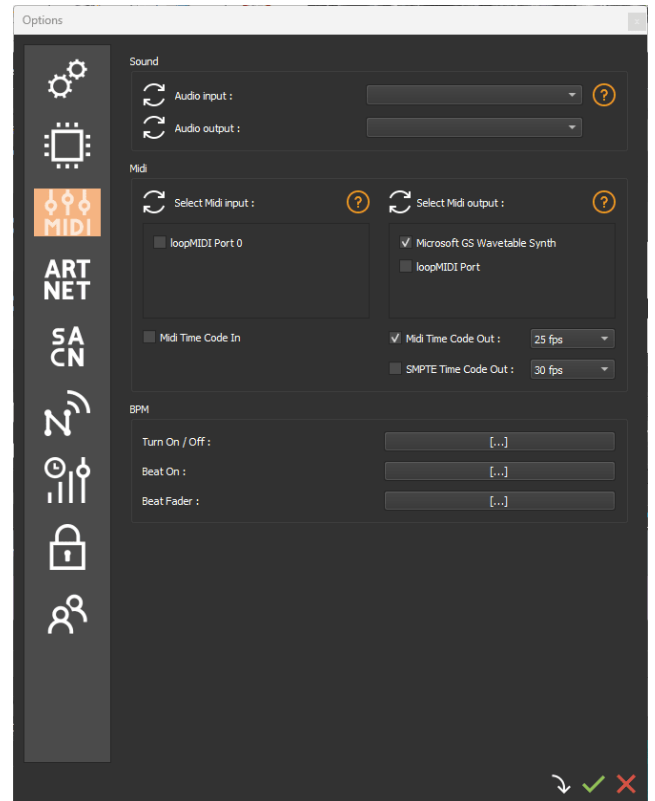 Options
x
Sound
Audio input :
?
Audio output :
Midi
Select Midi input :
?
Select Midi output :
?
loopMIDI Port 0
Microsoft GS Wavetable Synth
loopMIDI Port
Midi Time Code In
Midi Time Code Out :
25 fps
SMPTE Time Code Out :
30 fps
BPM
Turn On / Off :
[...]
Beat On :
[...]
Beat Fader :
[...]
MIDI
ART
NET
SA
CN
N